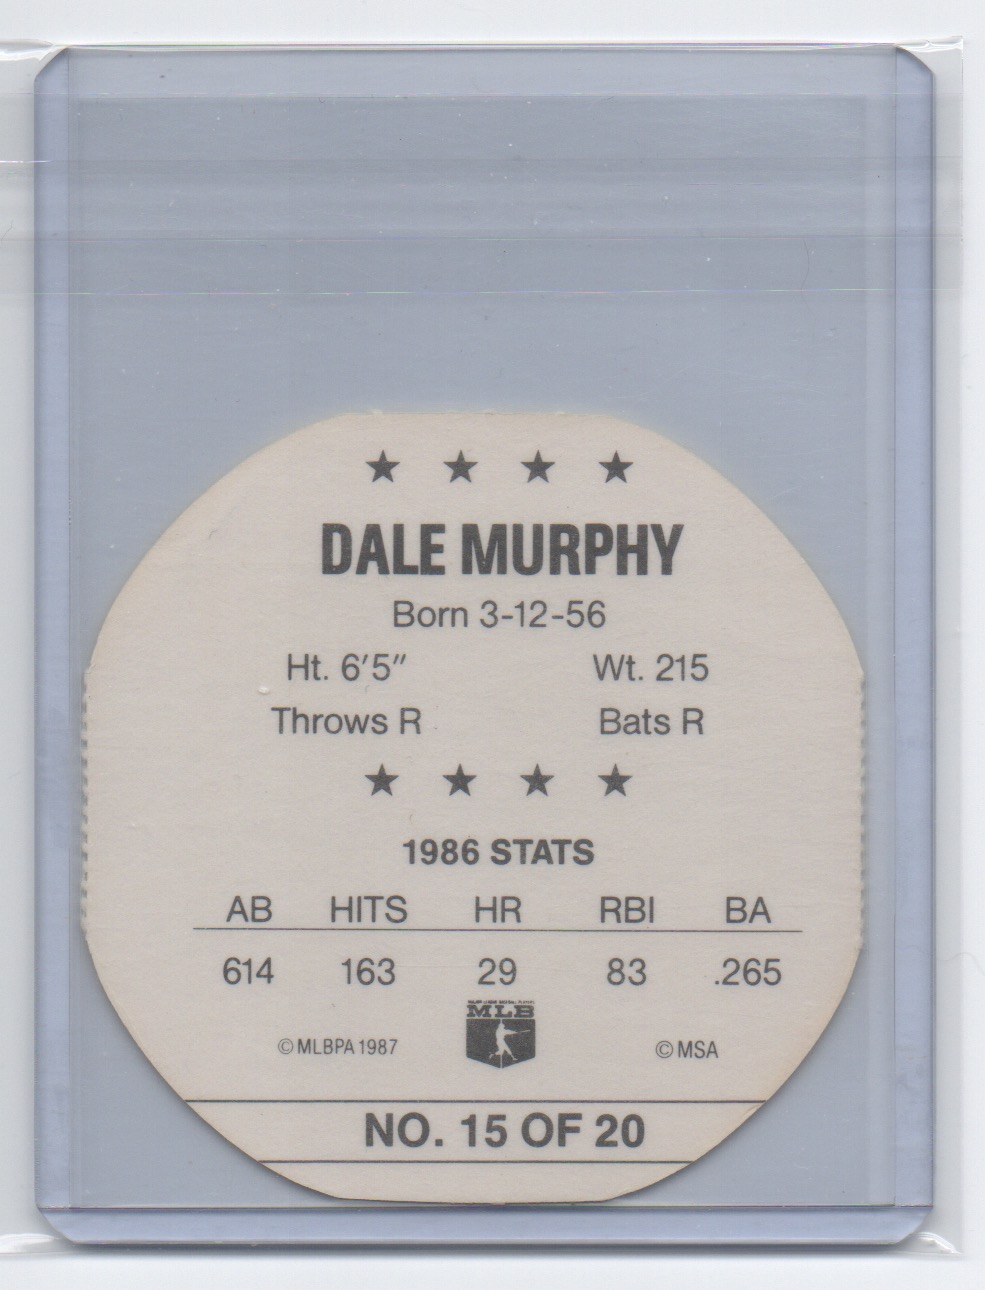 ★ ★ ★ ★
DALE MURPHY
Born 3-12-56
Ht. 6'5" Wt. 215
Throws R Bats R
★ ★ ★ ★
1986 STATS
AB HITS HR RBI BA
614 163 29 83 .265
MLB
©MLBPA 1987 ©MSA
NO. 15 OF 20